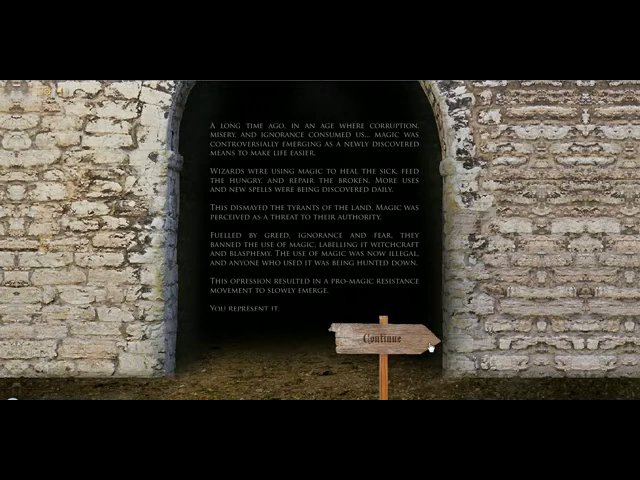 A long time ago, in an age where corruption,
misery, and ignorance consumed us... magic was
controversially emerging as a newly discovered
means to make life easier.
Wizards were using magic to heal the sick, feed
the hungry, and repair the broken. More uses
and new spells were being discovered daily.
This dismayed the tyrants of the land. Magic was
perceived as a threat to their authority.
Fuelled by greed, ignorance and fear, they
banned the use of magic, labelling it witchcraft
and blasphemy. The use of magic was now illegal,
and anyone who used it was being hunted down.
This opression resulted in a pro-magic resistance
movement to slowly emerge.
You represent it
Continue